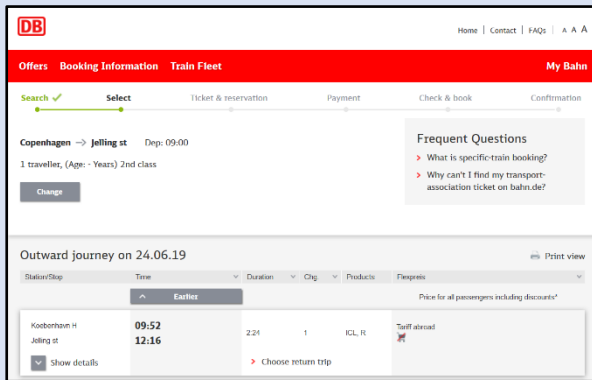 DB
Home | Contact | FAQs | A A A
Offers Booking Information Train Fleet My Bahn
Search Select Ticket & reservation Payment Check & book Confirmation
Copenhagen → Jelling st Dep: 09:00
1 traveller, (Age: - Years) 2nd class
Change
Frequent Questions
What is specific-train booking?
Why can't I find my transport-
association ticket on bahn.de?
Outward journey on 24.06.19 Print view
Station/Stop Time Duration Chg. Products Flexpreis
Earlier Price for all passengers including discounts*
Koebenhavn H 09:52
Jelling st 12:16 2:24 1 ICL, R Tariff abroad
Show details Choose return trip